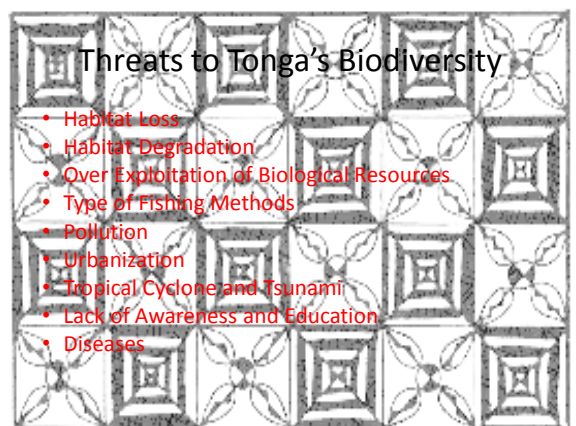 Threats to Tonga's Biodiversity
• Habitat Loss
• Habitat Degradation
• Over Exploitation of Biological Resources
• Type of Fishing Methods
• Pollution
• Urbanization
• Tropical Cyclone and Tsunami
• Lack of Awareness and Education
• Diseases